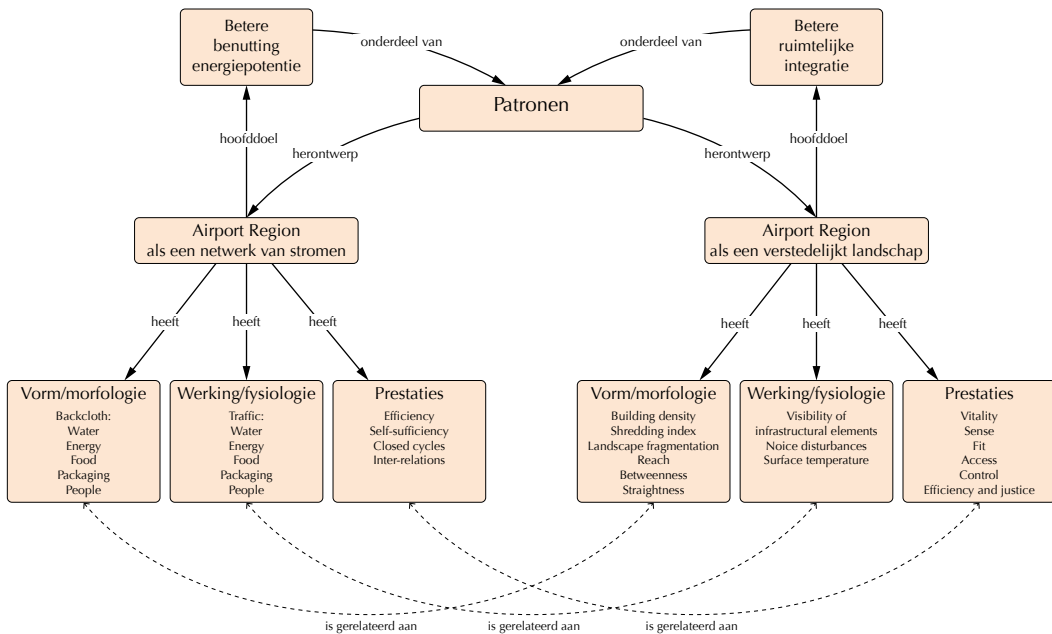 Betere
benutting
energiepotentie
onderdeel van
onderdeel van
Betere
ruimtelijke
integratie
Patronen
hoofddoel
herontwerp
herontwerp
hoofddoel
Airport Region
als een netwerk van stromen
Airport Region
als een verstedelijkt landschap
heeft
heeft
heeft
heeft
heeft
heeft
Vorm/morfologie
Backcloth:
Water
Energy
Food
Packaging
People
Werking/fysiologie
Traffic:
Water
Energy
Food
Packaging
People
Prestaties
Efficiency
Self-sufficiency
Closed cycles
Inter-relations
Vorm/morfologie
Building density
Shredding index
Landscape fragmentation
Reach
Betweenness
Straightness
Werking/fysiologie
Visibility of
infrastructural elements
Noice disturbances
Surface temperature
Prestaties
Vitality
Sense
Fit
Access
Control
Efficiency and justice
is gerelateerd aan
is gerelateerd aan
is gerelateerd aan